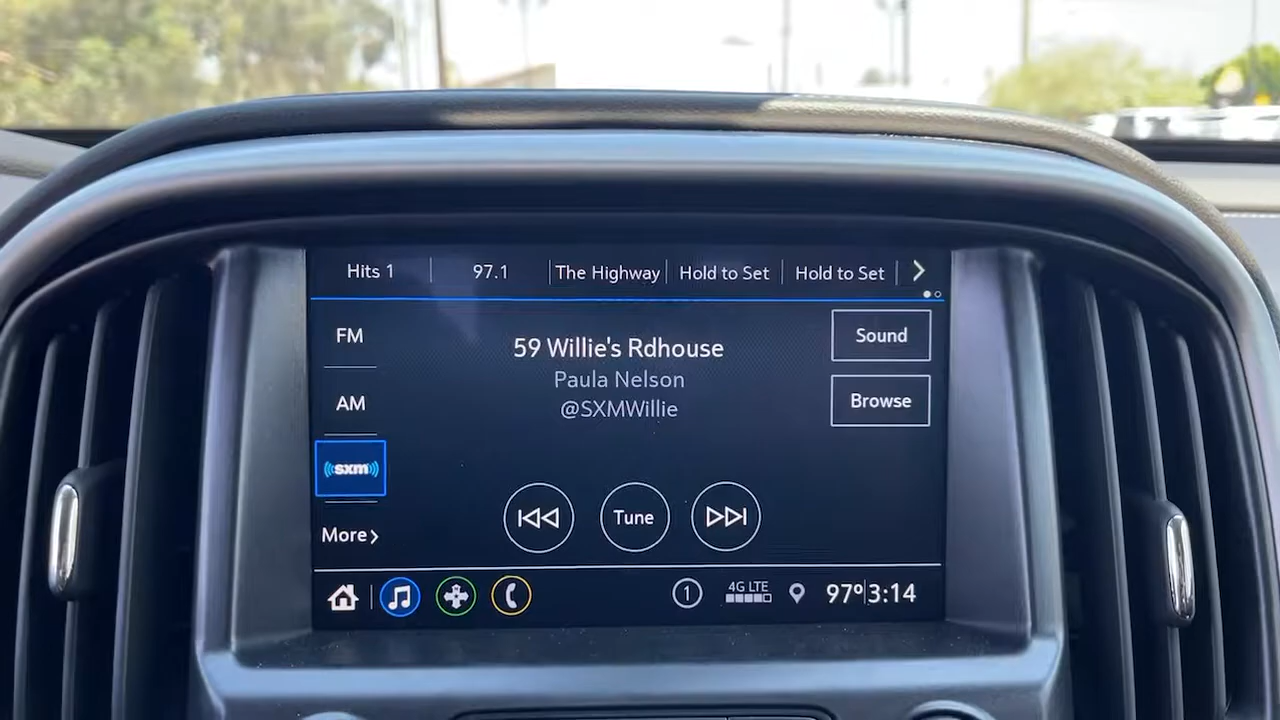 Hits 1 97.1 The Highway Hold to Set Hold to Set
FM
59 Willie's Rdhouse
Sound
Paula Nelson
AM
@SXMWillie
Browse
sxm
More
Tune
1 4G LTE 97° 3:14